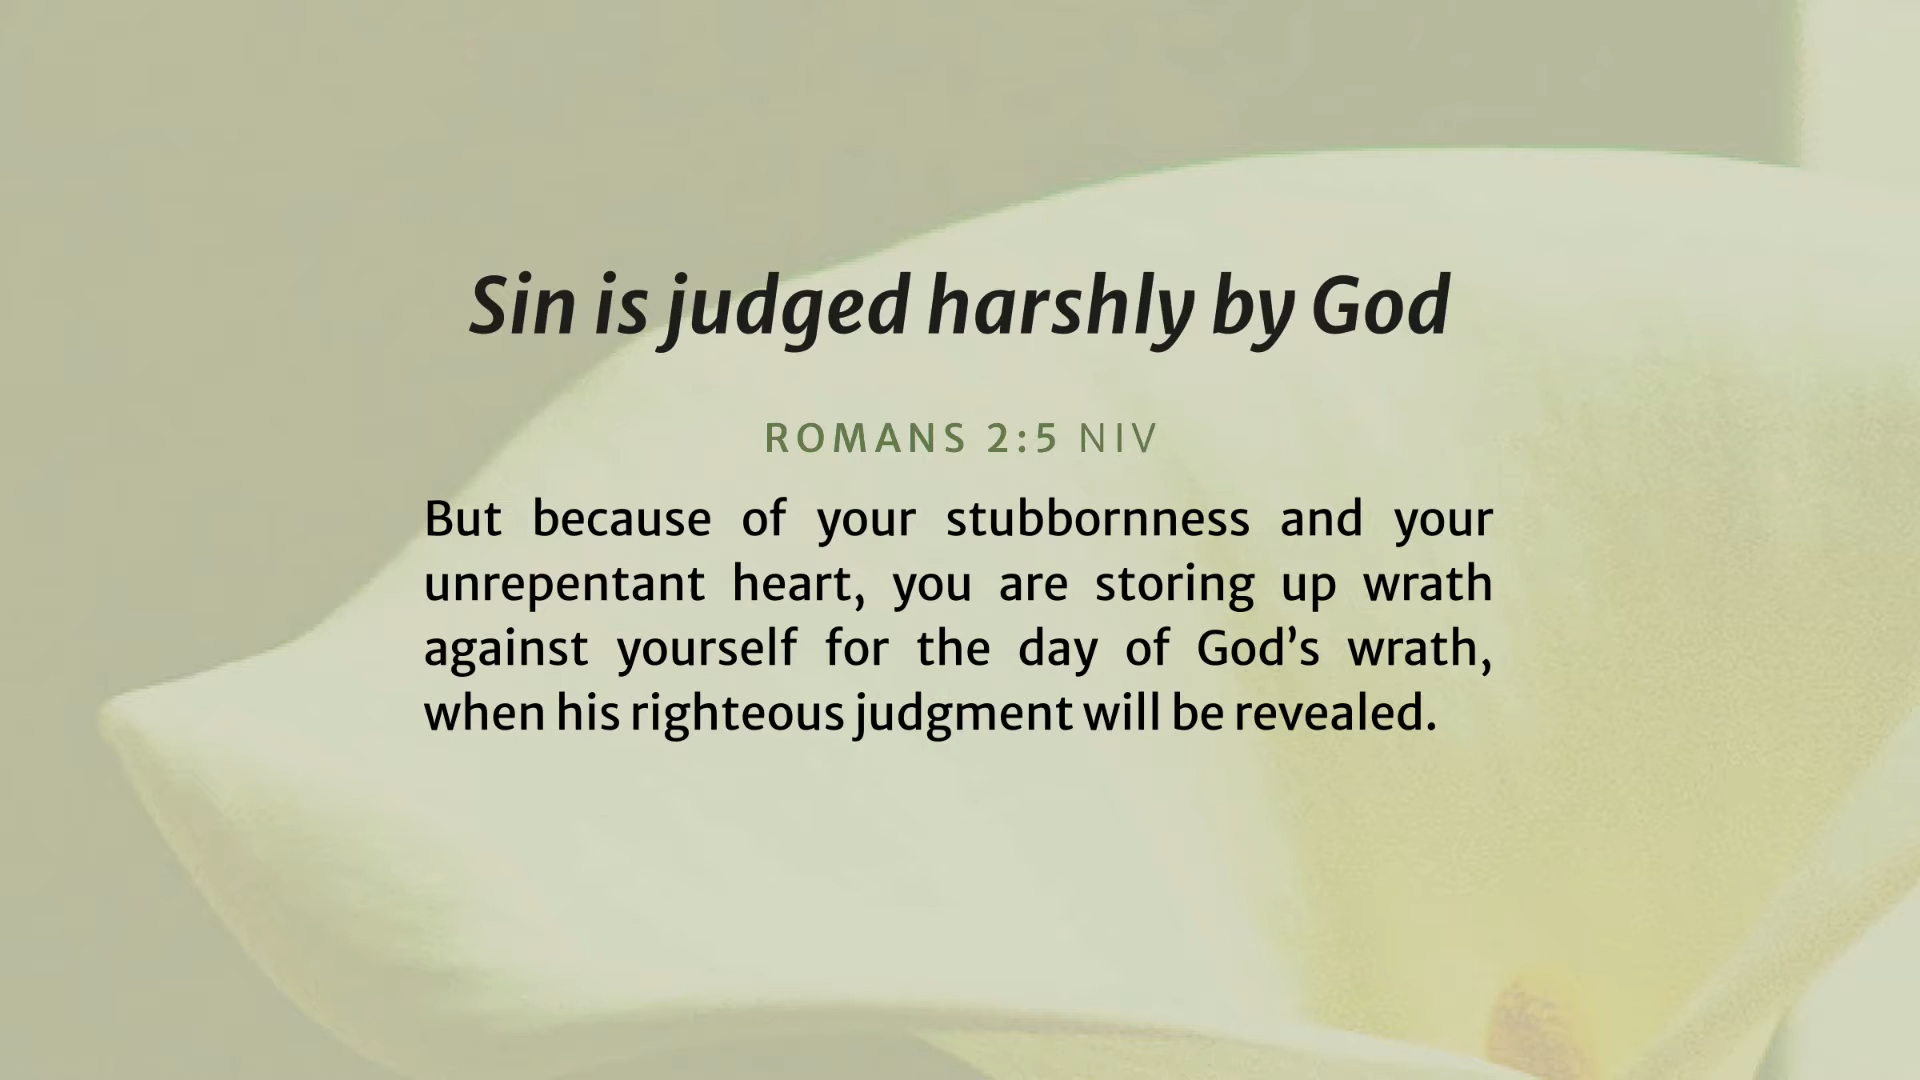 Sin is judged harshly by God
ROMANS 2:5 NIV
But because of your stubbornness and your
unrepentant heart, you are storing up wrath
against yourself for the day of God’s wrath,
when his righteous judgment will be revealed.